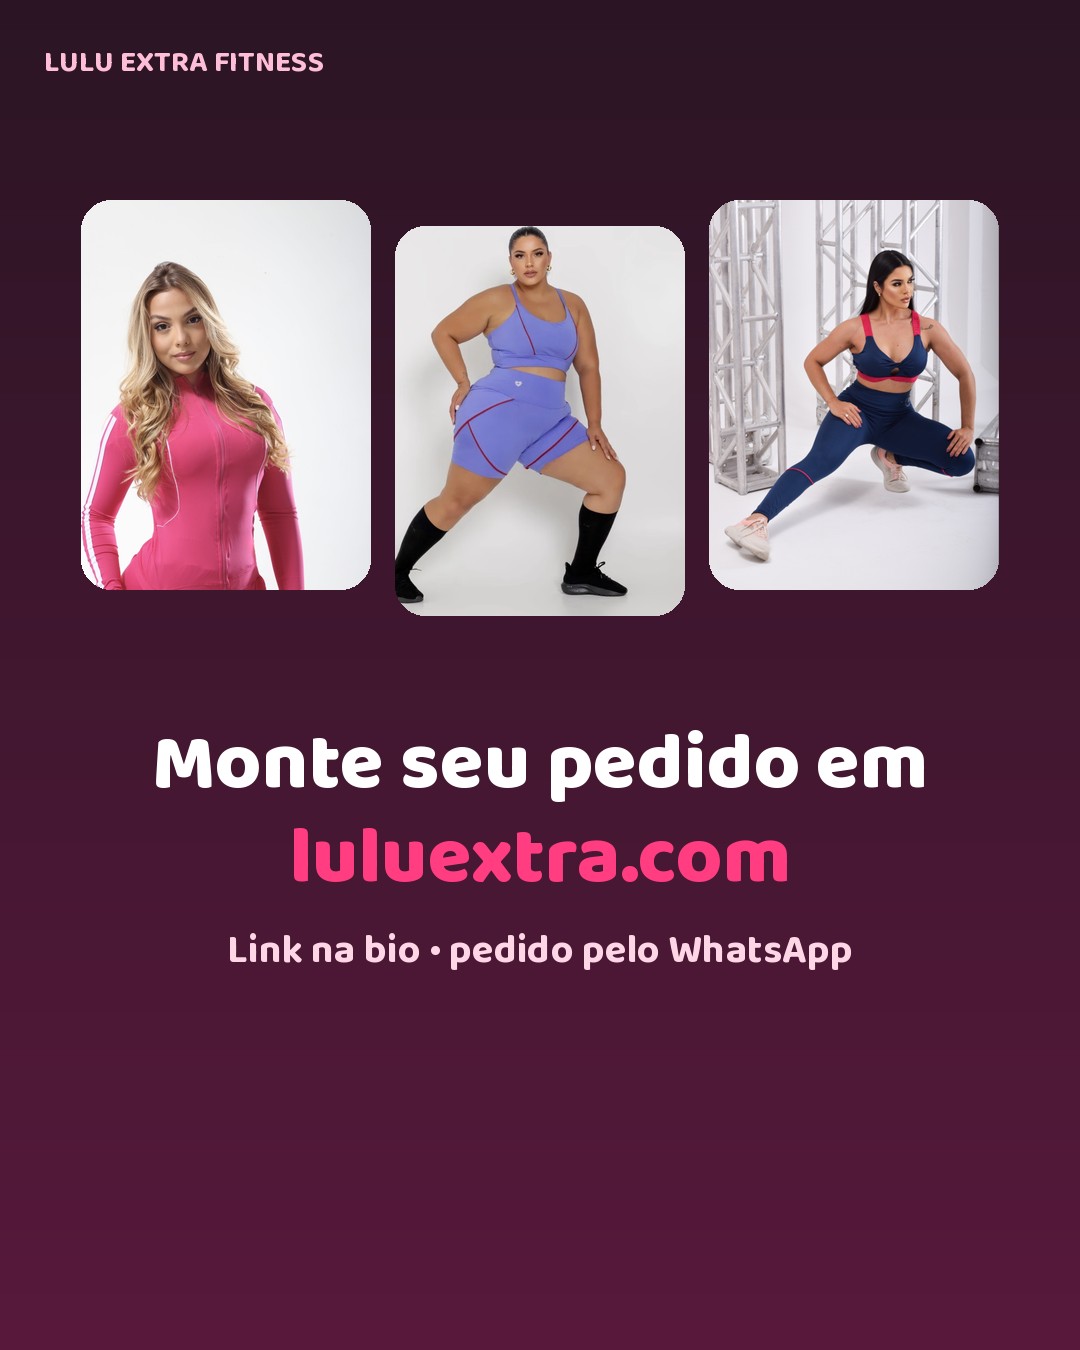 LULU EXTRA FITNESS
Monte seu pedido em
luluextra.com
Link na bio • pedido pelo WhatsApp